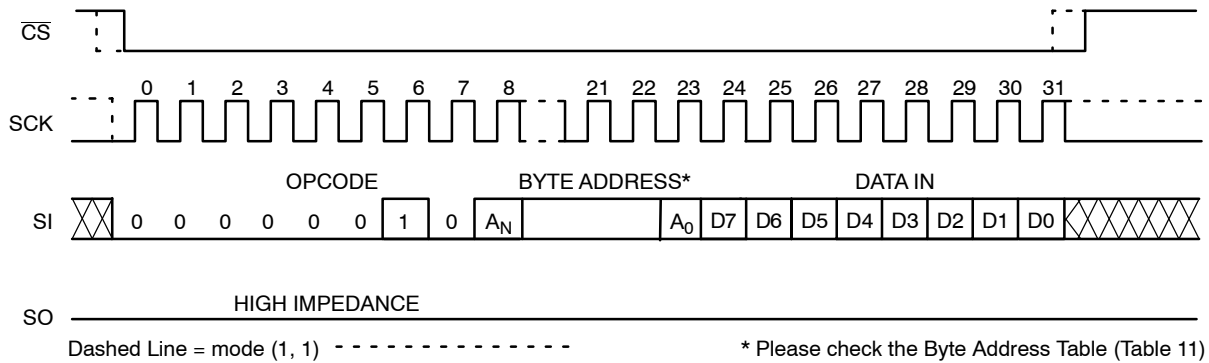 CS
0 1 2 3 4 5 6 7 8 21 22 23 24 25 26 27 28 29 30 31
SCK
OPCODE BYTE ADDRESS* DATA IN
SI 0 0 0 0 0 0 1 0 AN A0 D7 D6 D5 D4 D3 D2 D1 D0
HIGH IMPEDANCE
SO
Dashed Line = mode (1, 1) * Please check the Byte Address Table (Table 11)